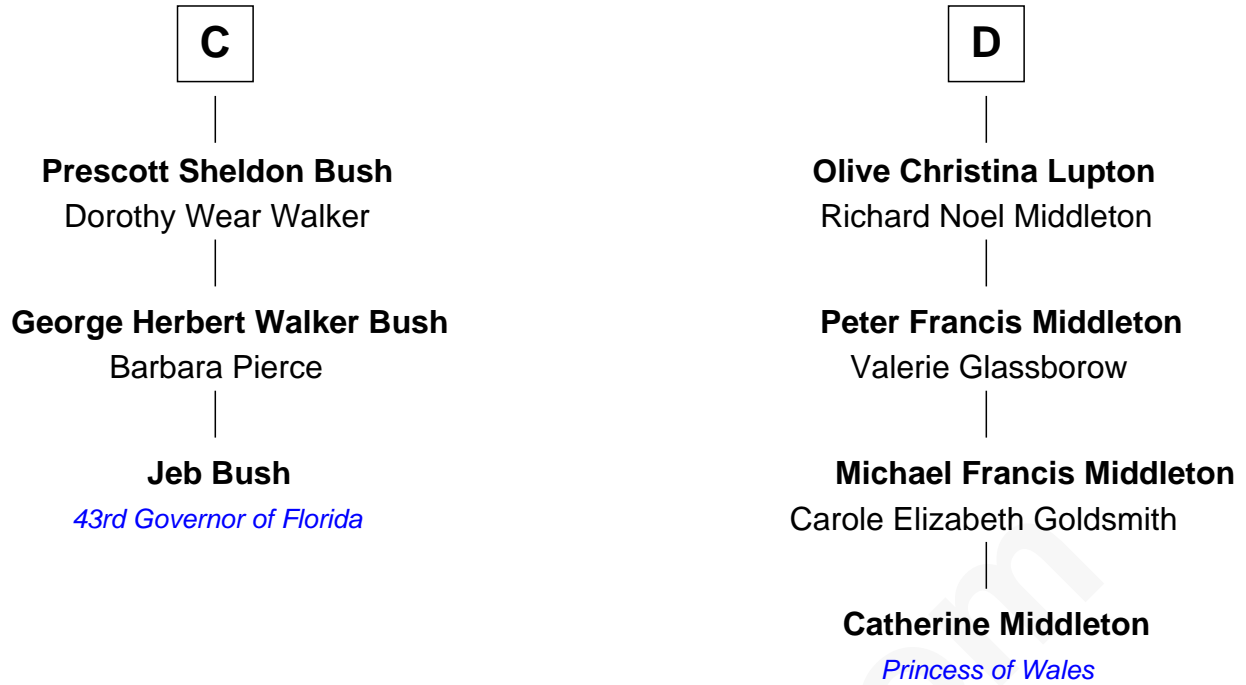 C
Prescott Sheldon Bush
Dorothy Wear Walker
George Herbert Walker Bush
Barbara Pierce
Jeb Bush
43rd Governor of Florida
D
Olive Christina Lupton
Richard Noel Middleton
Peter Francis Middleton
Valerie Glassborow
Michael Francis Middleton
Carole Elizabeth Goldsmith
Catherine Middleton
Princess of Wales